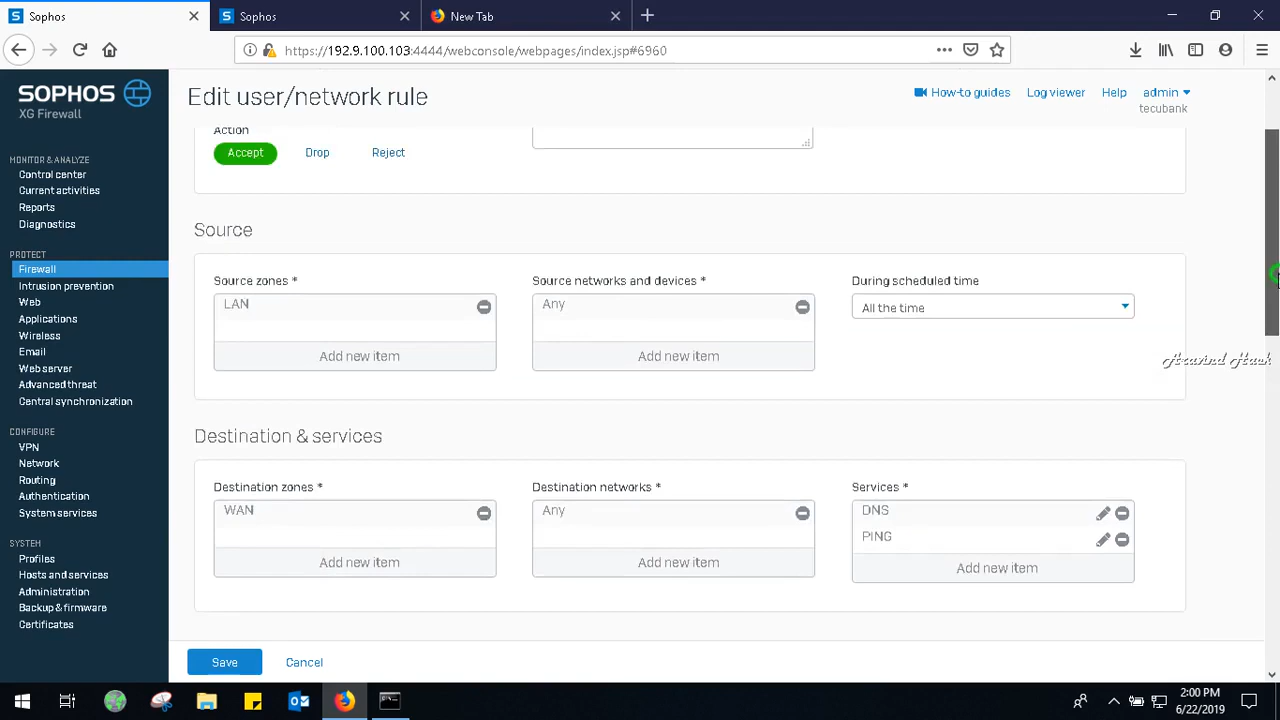 Sophos
Sophos
New Tab
https://192.9.100.103:4444/webconsole/webpages/index.jsp#6960
SOPHOS
XG Firewall
Edit user/network rule
How-to guides
Log viewer
Help
admin
tecubank
MONITOR & ANALYZE
Control center
Current activities
Reports
Diagnostics
PROTECT
Firewall
Intrusion prevention
Web
Applications
Wireless
Email
Web server
Advanced threat
Central synchronization
CONFIGURE
VPN
Network
Routing
Authentication
System services
SYSTEM
Profiles
Hosts and services
Administration
Backup & firmware
Certificates
Action
Accept
Drop
Reject
Source
Source zones *
Source networks and devices *
During scheduled time
LAN
Any
All the time
Add new item
Add new item
Aravind Hack
Destination & services
Destination zones *
Destination networks *
Services *
WAN
Any
DNS
PING
Add new item
Add new item
Add new item
Save
Cancel
2:00 PM
6/22/2019